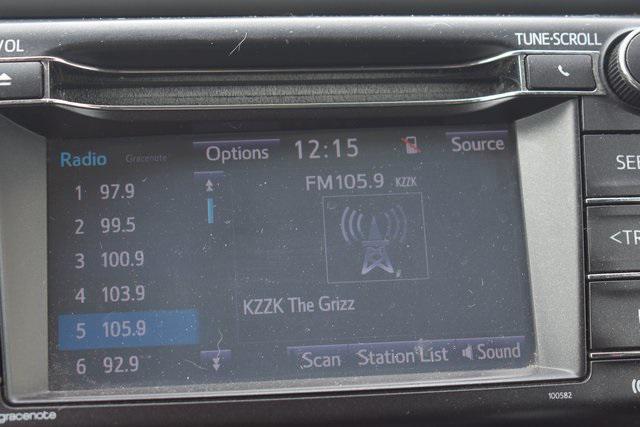 VOL
TUNE•SCROLL
Radio Gracenote Options 12:15 Source
1 97.9
FM105.9 KZZK
2 99.5
3 100.9
4 103.9
KZZK The Grizz
5 105.9
6 92.9
Scan Station List Sound
100582
gracenote
SEE
<TR